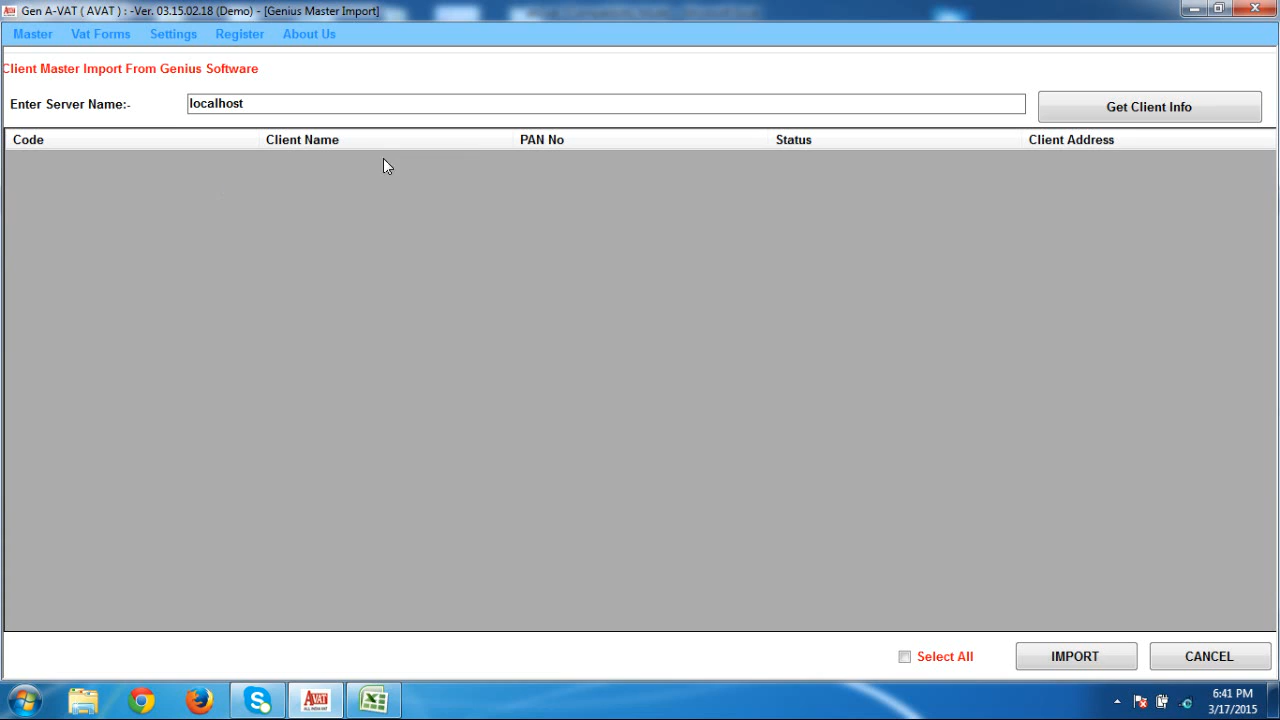 Gen A-VAT ( AVAT ) : -Ver. 03.15.02.18 (Demo) - [Genius Master Import]
Master Vat Forms Settings Register About Us
Client Master Import From Genius Software
Enter Server Name:- localhost Get Client Info
Code Client Name PAN No Status Client Address
Select All IMPORT CANCEL
AVAT
6:41 PM
3/17/2015